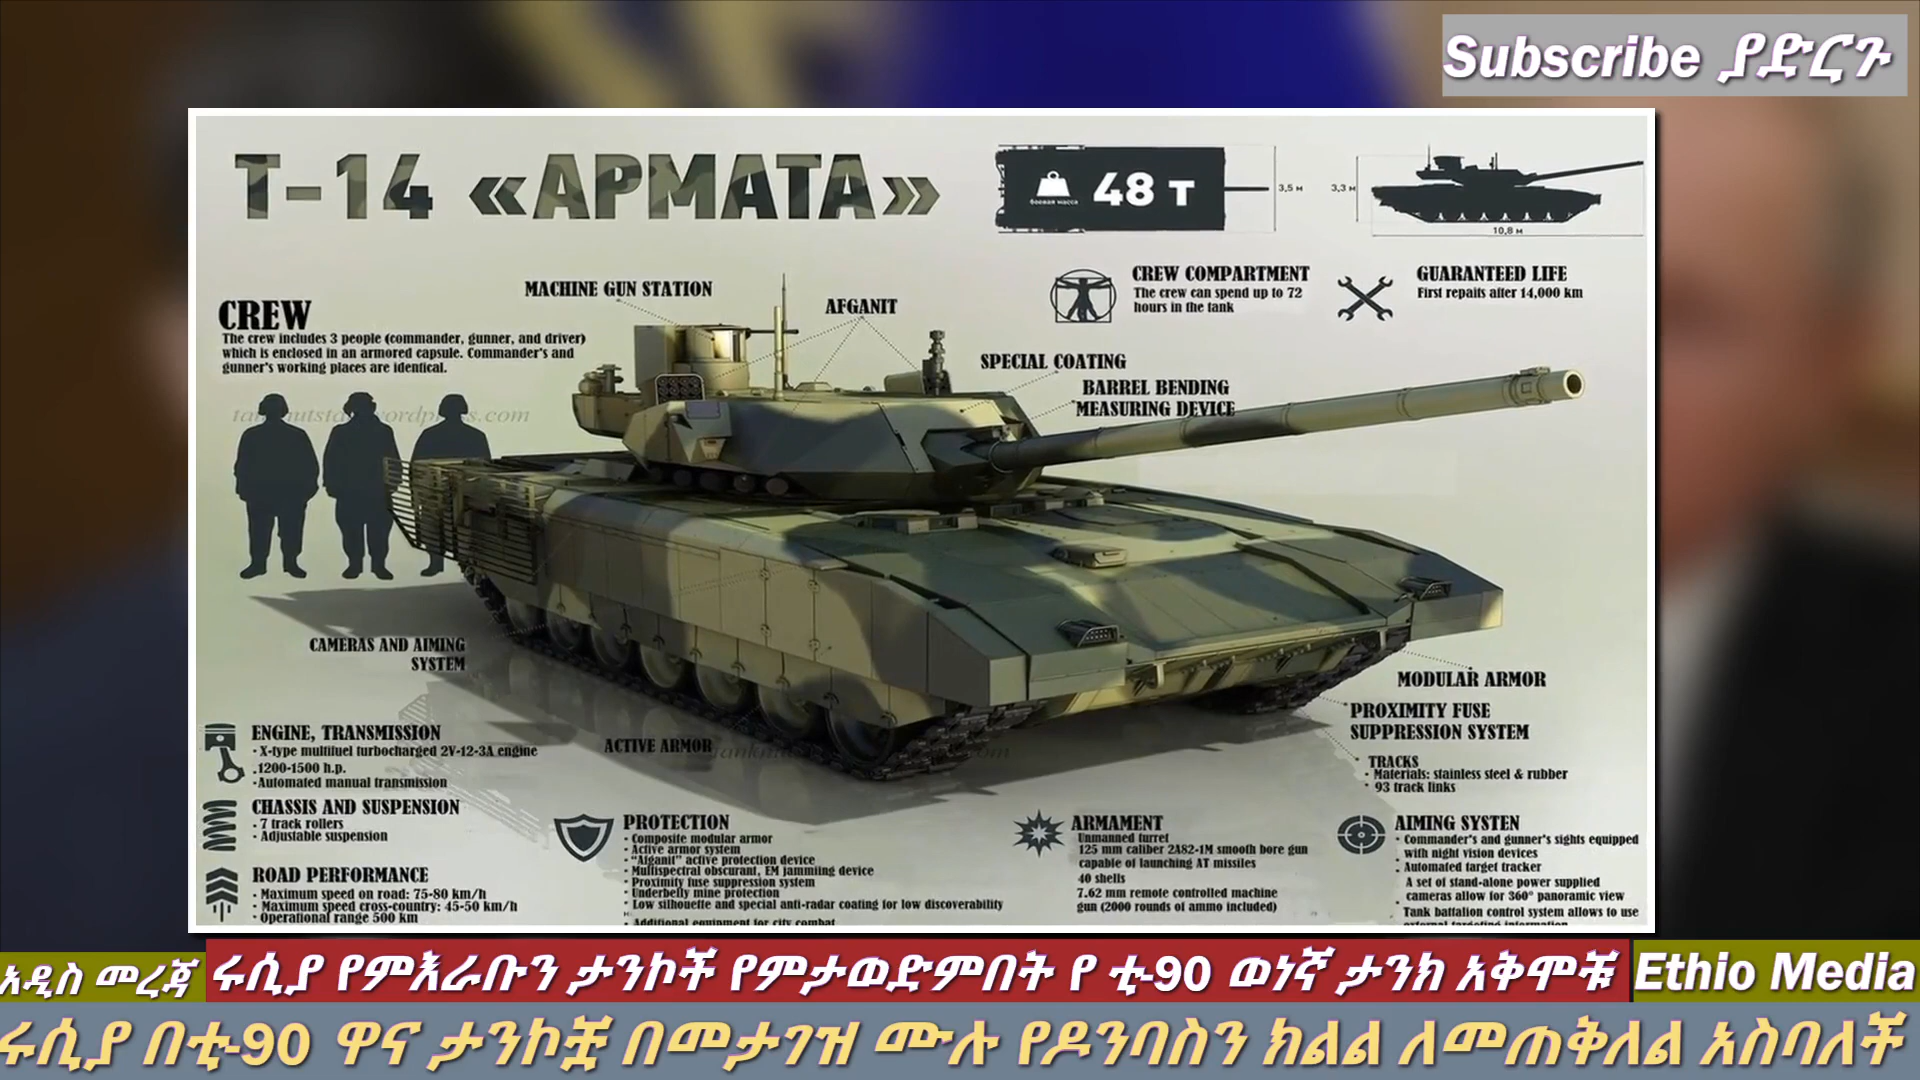 Subscribe ያድርጉ
Т-14 «АРМАТА»
боевая масса
48 т
3,5 м
3,3 м
10,8 м
CREW COMPARTMENT
The crew can spend up to 72
hours in the tank
GUARANTEED LIFE
First repaits after 14,000 km
MACHINE GUN STATION
AFGANIT
CREW
The crew includes 3 people (commander, gunner, and driver)
which is enclosed in an armored capsule. Commander's and
gunner's working places are identical.
SPECIAL COATING
BARREL BENDING
MEASURING DEVICE
CAMERAS AND AIMING
SYSTEM
MODULAR ARMOR
PROXIMITY FUSE
SUPPRESSION SYSTEM
ACTIVE ARMOR
TRACKS
· Materials: stainless steel & rubber
· 93 track links
ENGINE, TRANSMISSION
· X-type multifuel turbocharged 2V-12-3A engine
.1200-1500 h.p.
·Automated manual transmission
CHASSIS AND SUSPENSION
· 7 track rollers
· Adjustable suspension
ROAD PERFORMANCE
· Maximum speed on road: 75-80 km/h
· Maximum speed cross-country: 45-50 km/h
· Operational range 500 km
PROTECTION
· Composite modular armor
· Active armor system
· "Afganit" active protection device
· Multispectral obscurant, EM jammiing device
· Proximity fuse suppression system
· Underbelly mine protection
· Low silhouette and special anti-radar coating for low discoverability
· Additional equipment for city combat
ARMAMENT
Unmanned turret
125 mm caliber 2A82-1M smooth bore gun
capable of launching AT missiles
40 shells
7.62 mm remote controlled machine
gun (2000 rounds of ammo included)
AIMING SYSTEN
· Commander's and gunner's sights equipped
with night vision devices
· Automated target tracker
A set of stand-alone power supplied
cameras allow for 360° panoramic view
· Tank battalion control system allows to use
external targeting information
አዲስ መረጃ
ሩሲያ የምእራቡን ታንኮች የምታወድምበት የ ቲ-90 ወነኛ ታንክ አቅሞቹ
Ethio Media
ሩሲያ በቲ-90 ዋና ታንኮቿ በመታገዝ ሙሉ የዶንባስን ክልል ለመጠቅለል አስባለች